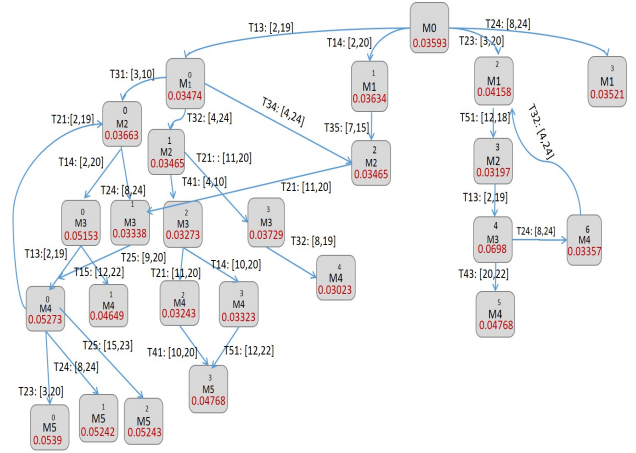 T13: [2,19]
M0
0.03593
T24: [8,24]
T14: [2,20]
T23: [3,20]
0
M1
0.03474
1
M1
0.03634
2
M1
0.04158
3
M1
0.03521
T31: [3,10]
T34: [4,24]
T32: [4,24]
T35: [7,15]
T51: [12,18]
T32: [4,24]
T21:[2,19]
0
M2
0.03663
1
M2
0.03465
T21: : [11,20]
2
M2
0.03465
3
M2
0.03197
T14: [2,20]
T24: [8,24]
T41: [4,10]
T21: [11,20]
T13: [2,19]
0
M3
0.05153
1
M3
0.03338
2
M3
0.03273
3
M3
0.03729
4
M3
0.0698
T24: [8,24]
6
M4
0.03357
T13:[2,19]
T25: [9,20]
T15: [12,22]
T21: [11,20]
T14: [10,20]
T32: [8,19]
T43: [20,22]
0
M4
0.05273
1
M4
0.04649
2
M4
0.03243
3
M4
0.03323
4
M4
0.03023
5
M4
0.04768
T25: [15,23]
T24: [8,24]
T41: [10,20]
T51: [12,22]
T23: [3,20]
0
M5
0.0539
1
M5
0.05242
2
M5
0.05243
3
M5
0.04768